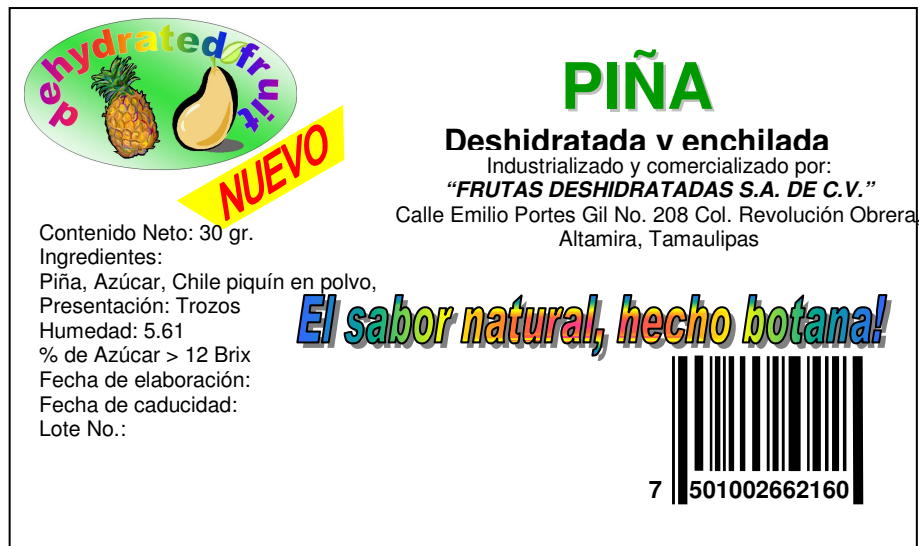 dehydrated fruit
NUEVO
PIÑA
Deshidratada y enchilada
Industrializado y comercializado por:
“FRUTAS DESHIDRATADAS S.A. DE C.V.”
Calle Emilio Portes Gil No. 208 Col. Revolución Obrera,
Altamira, Tamaulipas
Contenido Neto: 30 gr.
Ingredientes:
Piña, Azúcar, Chile piquín en polvo,
Presentación: Trozos
Humedad: 5.61
% de Azúcar > 12 Brix
Fecha de elaboración:
Fecha de caducidad:
Lote No.:
El sabor natural, hecho botana!
7 501002662160